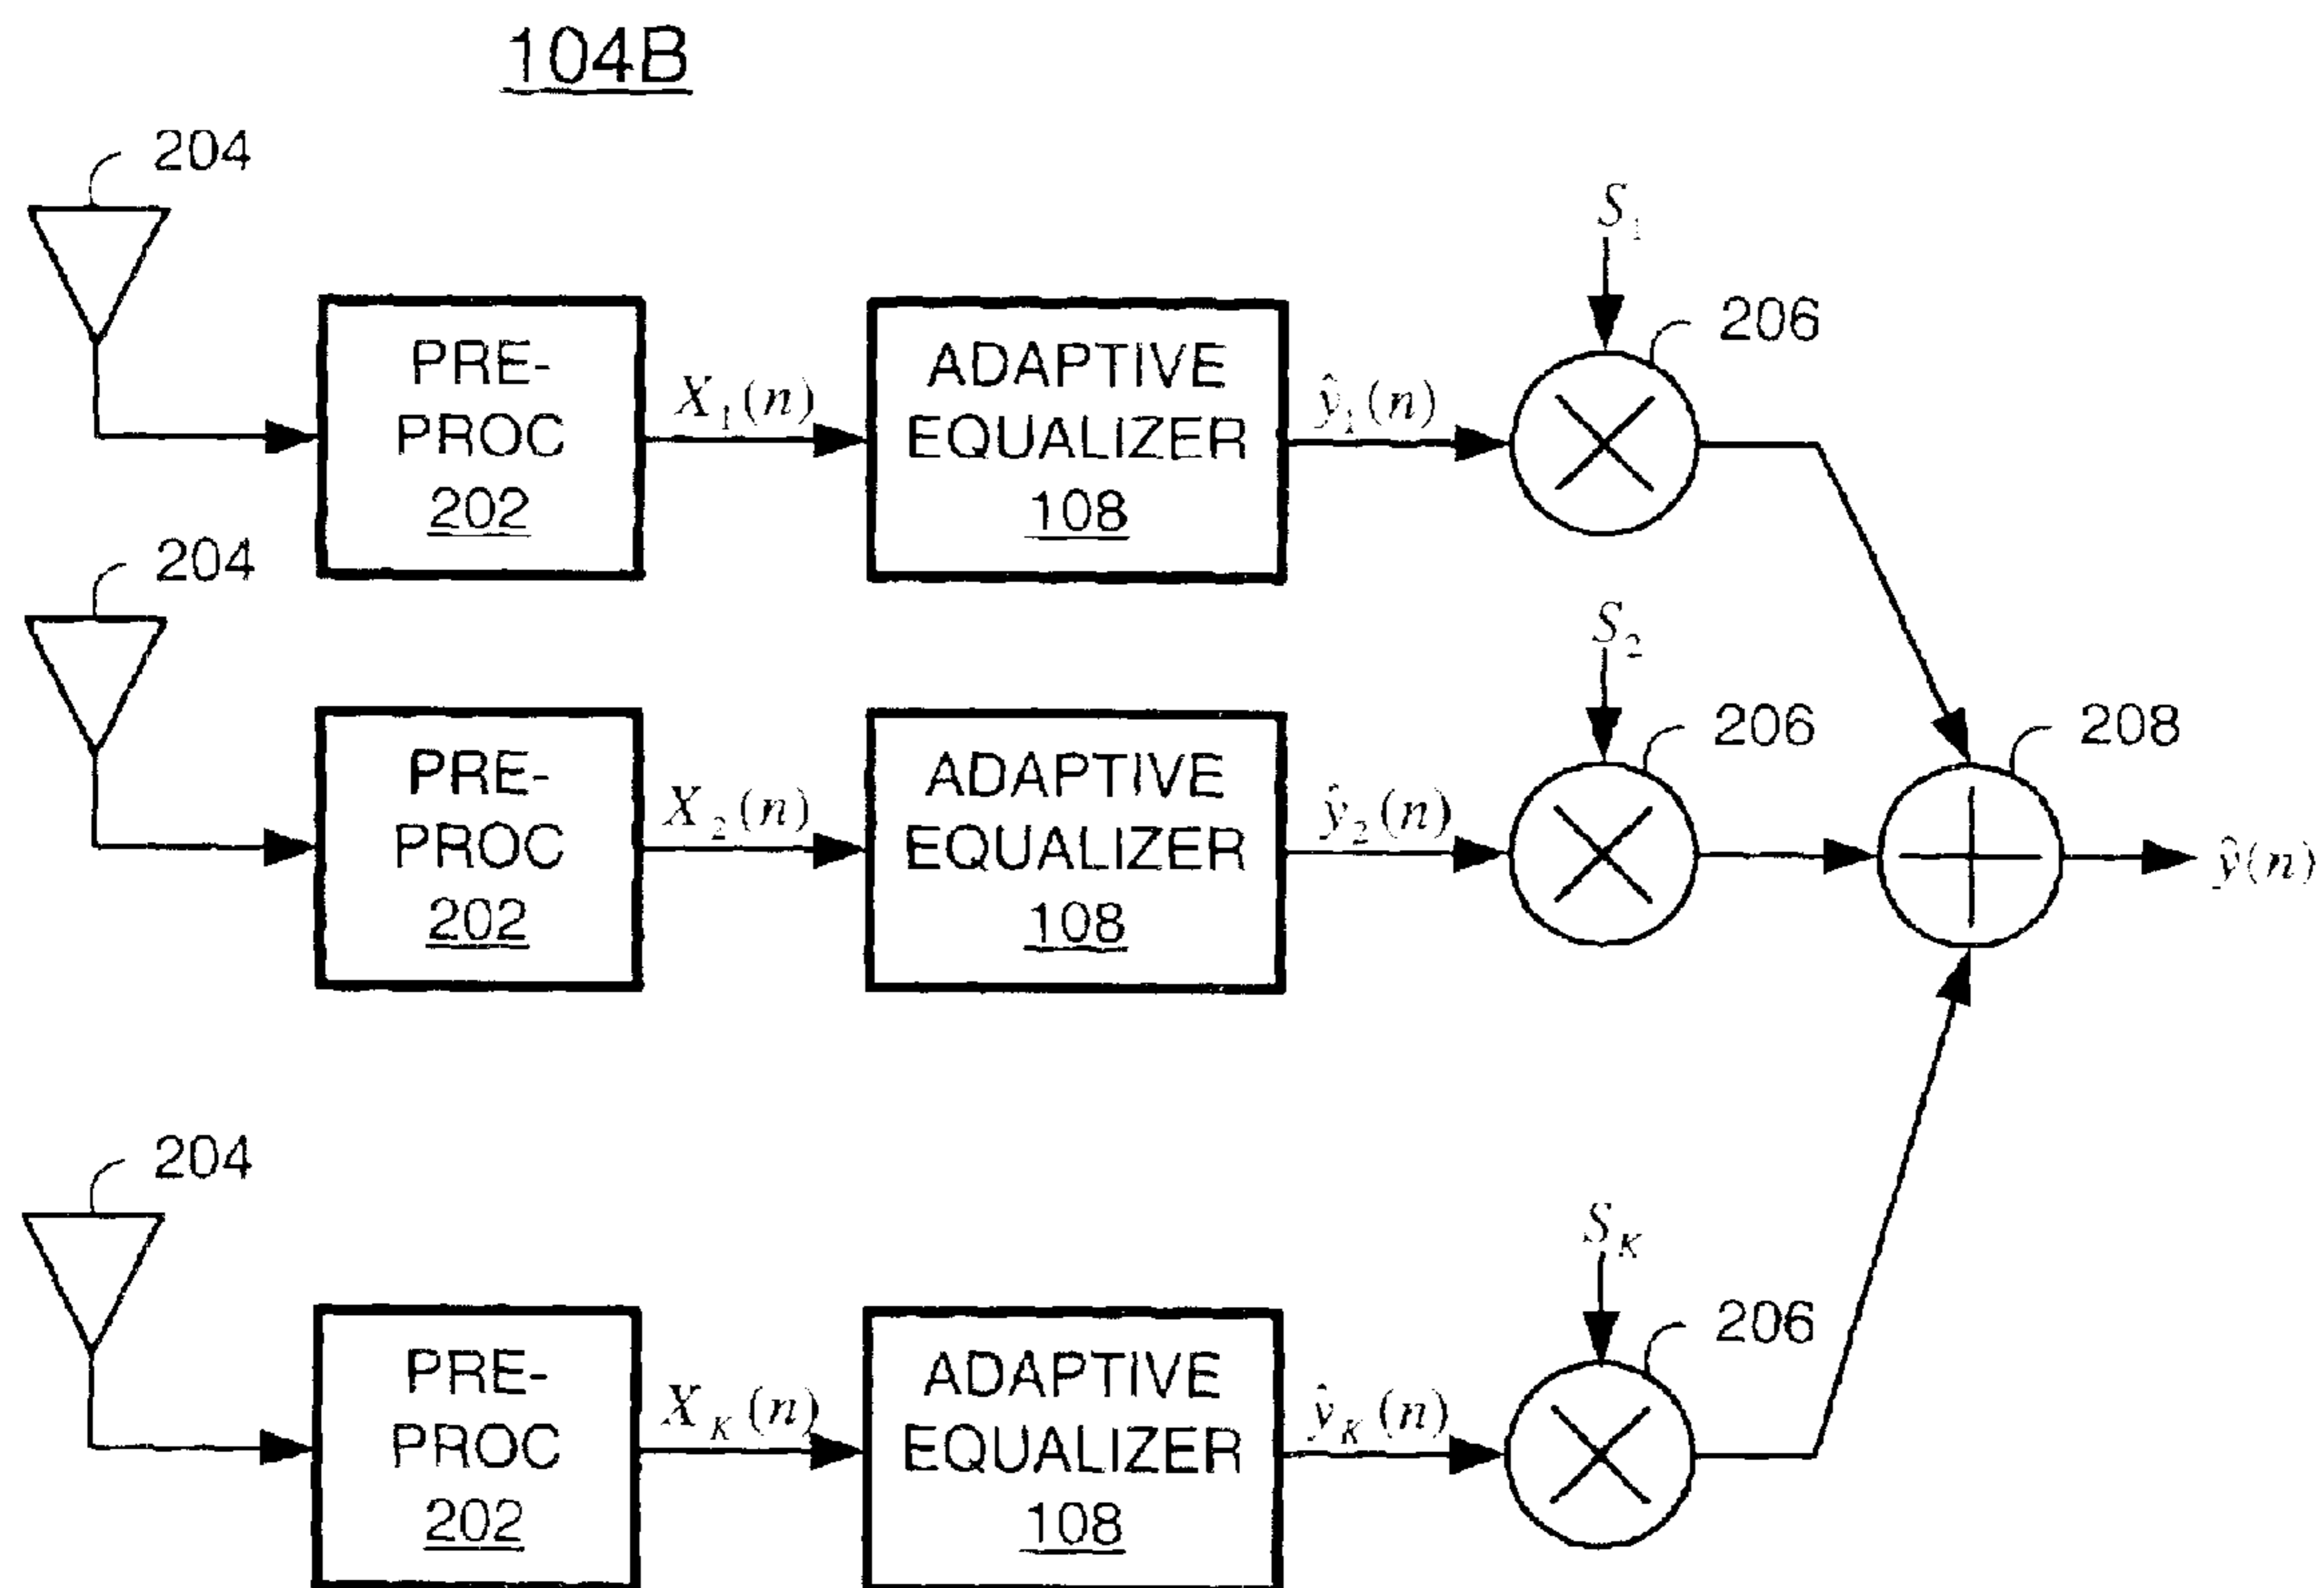 104B
204
S₁
206
PRE-
PROC
202
X₁(n)
ADAPTIVE
EQUALIZER
108
ŷ₁(n)
204
S₂
206
208
PRE-
PROC
202
X₂(n)
ADAPTIVE
EQUALIZER
108
ŷ₂(n)
ŷ(n)
204
S_K
206
PRE-
PROC
202
X_K(n)
ADAPTIVE
EQUALIZER
108
ŷ_K(n)